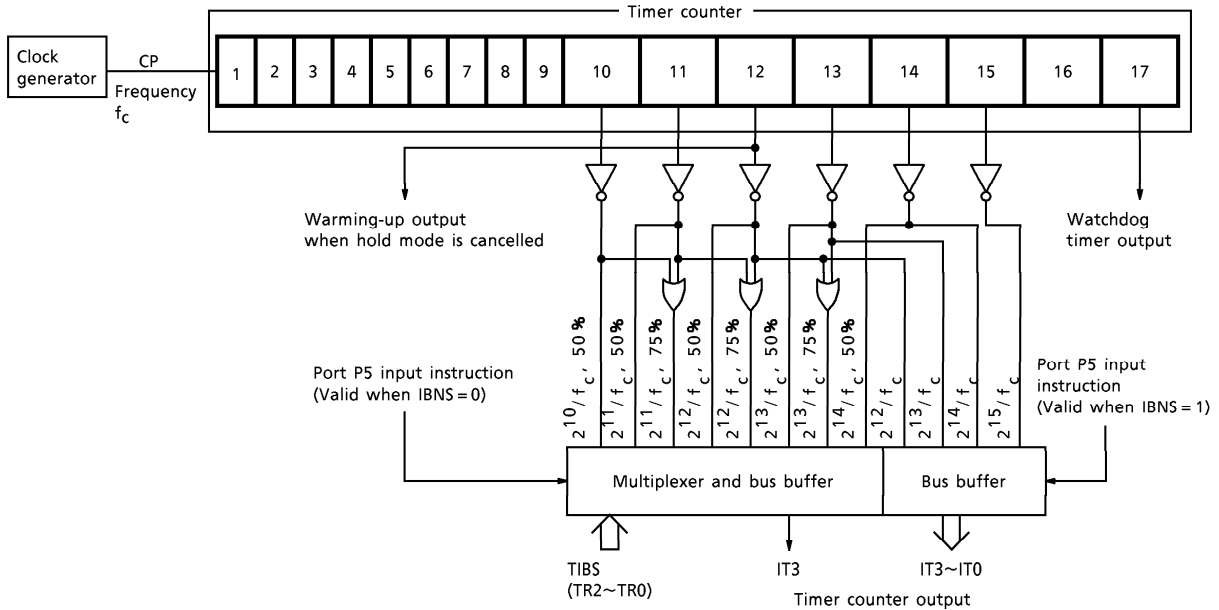 Timer counter
Clock
generator
CP
Frequency
fc
1 2 3 4 5 6 7 8 9 10 11 12 13 14 15 16 17
Warming-up output
when hold mode is cancelled
Watchdog
timer output
2^10/fc, 50%
2^11/fc, 50%
2^11/fc, 75%
2^12/fc, 50%
2^12/fc, 75%
2^13/fc, 50%
2^13/fc, 75%
2^14/fc, 50%
2^12/fc
2^13/fc
2^14/fc
2^15/fc
Port P5 input instruction
(Valid when IBNS = 0)
Port P5 input
instruction
(Valid when IBNS = 1)
Multiplexer and bus buffer
Bus buffer
TIBS
(TR2~TR0)
IT3
IT3~IT0
Timer counter output